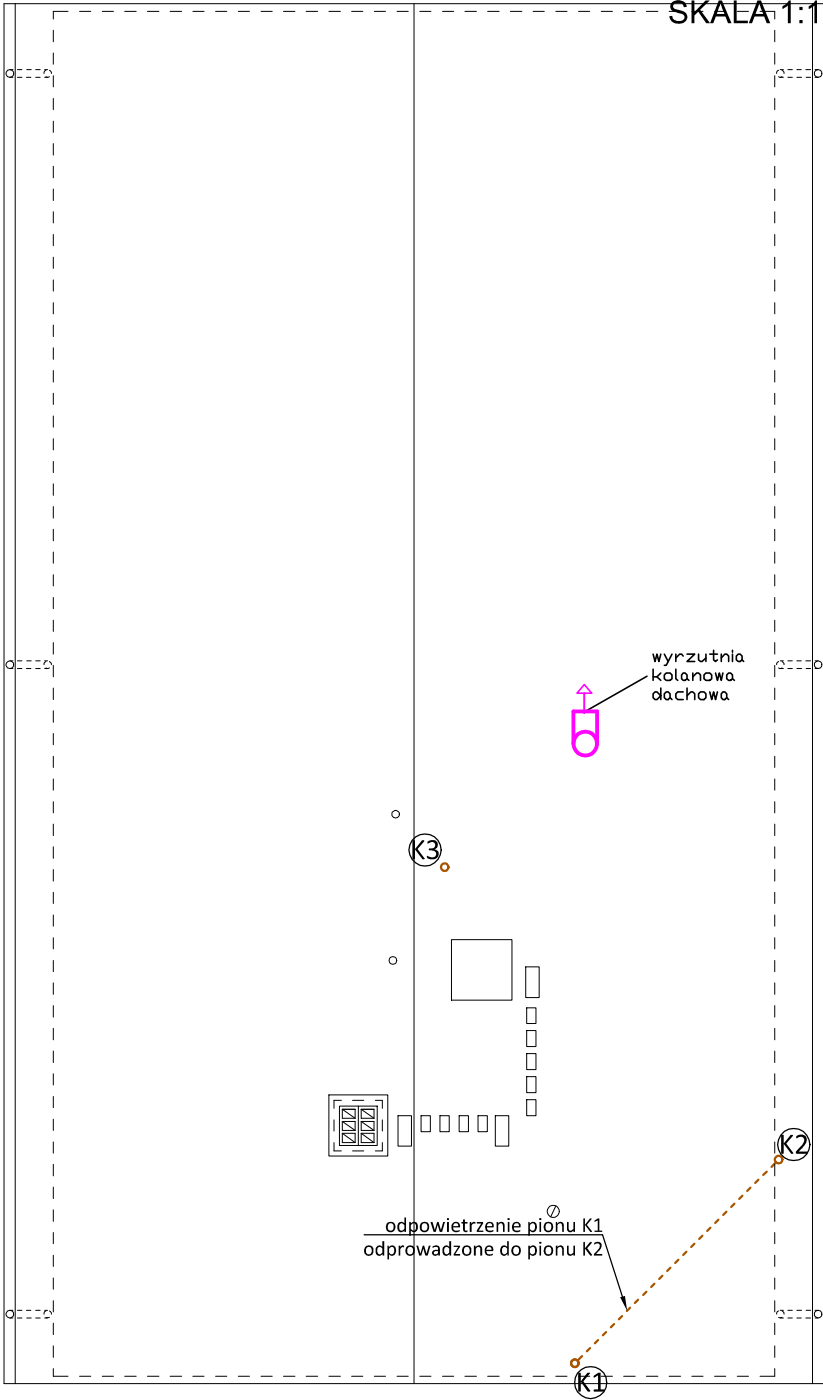 SKALA 1:1
wyrzutnia
kolanowa
dachowa
K3
K2
odpowietrzenie pionu K1
odprowadzone do pionu K2
K1